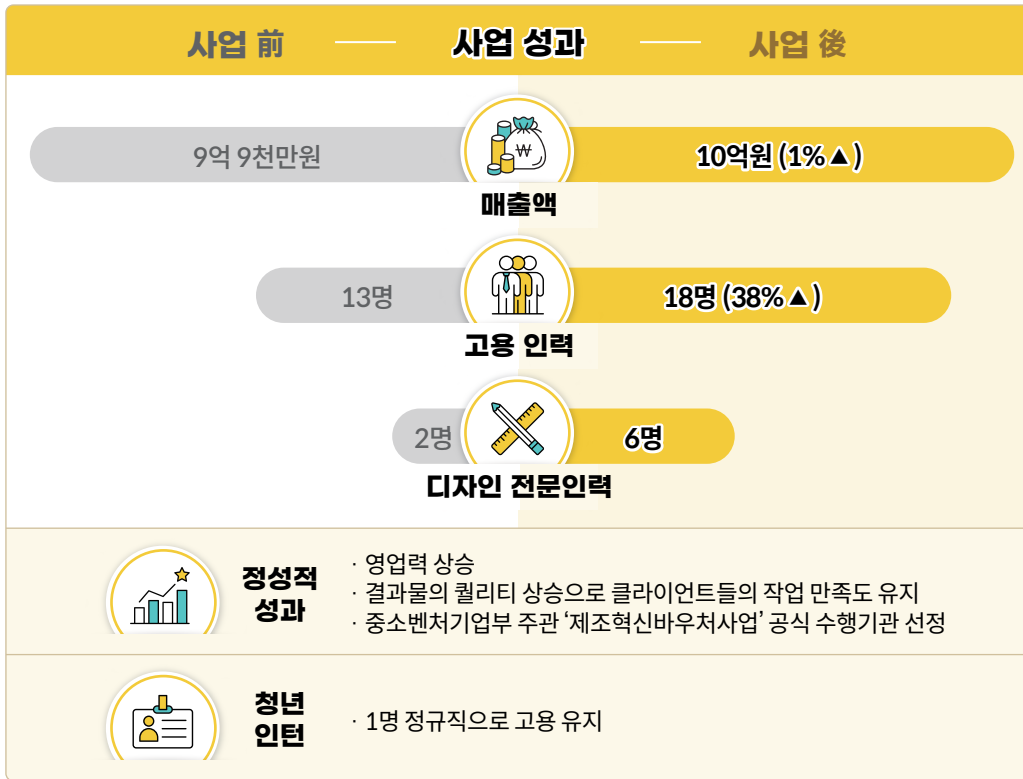 사업 前 사업 성과 사업 後
9억 9천만원 ₩ 10억원 (1%▲)
매출액
13명 18명 (38%▲)
고용 인력
2명 6명
디자인 전문인력
정성적
성과
· 영업력 상승
· 결과물의 퀄리티 상승으로 클라이언트들의 작업 만족도 유지
· 중소벤처기업부 주관 ‘제조혁신바우처사업’ 공식 수행기관 선정
청년
인턴
· 1명 정규직으로 고용 유지